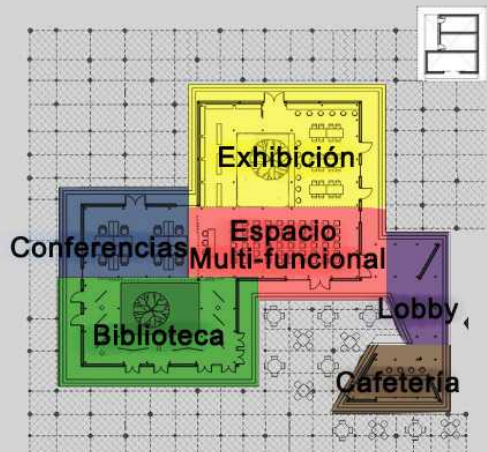 Exhibición
Espacio
Multi-funcional
Conferencias
Lobby
Biblioteca
Cafetería